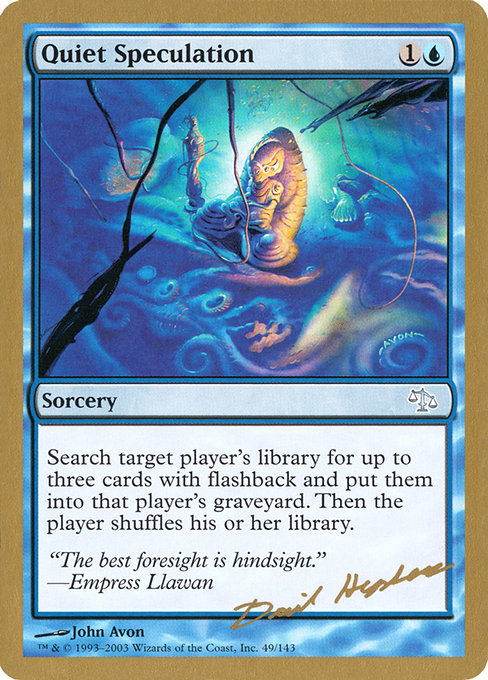 Quiet Speculation
1
AVON
Sorcery
Search target player's library for up to
three cards with flashback and put them
into that player's graveyard. Then the
player shuffles his or her library.
"The best foresight is hindsight."
—Empress Llawan
John Avon
™ & © 1993–2003 Wizards of the Coast, Inc. 49/143